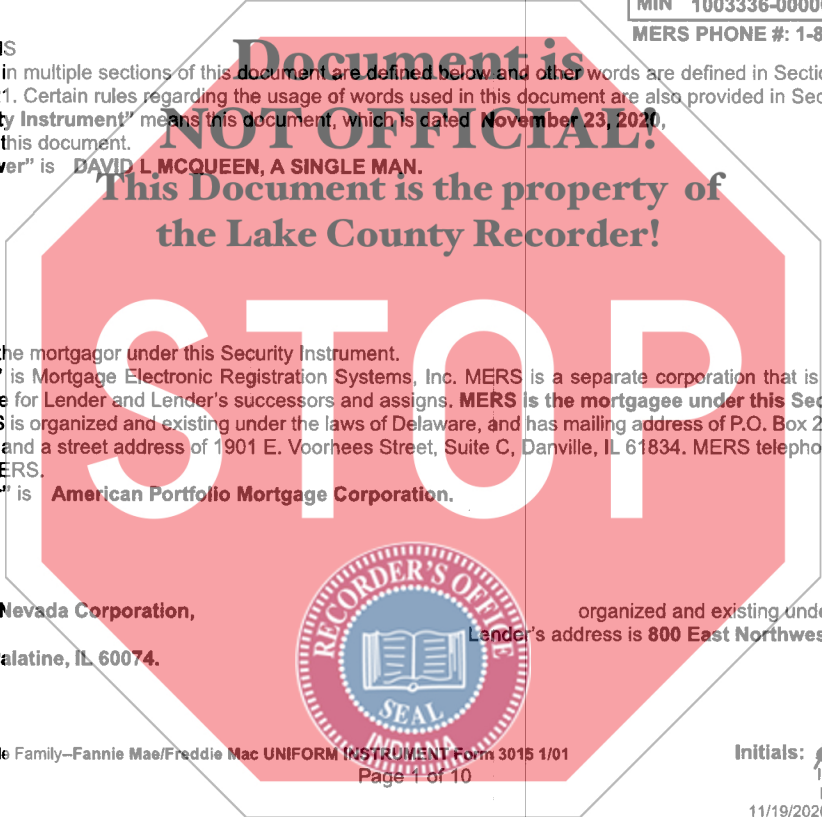 MIN 1003336-0000
MERS PHONE #: 1-8
Document is
NOT OFFICIAL!
This Document is the property of
the Lake County Recorder!
STOP
S
in multiple sections of this document are defined below and other words are defined in Secti
1. Certain rules regarding the usage of words used in this document are also provided in Sec
y Instrument" means this document, which is dated November 23, 2020,
this document.
er" is DAVID L MCQUEEN, A SINGLE MAN.
he mortgagor under this Security Instrument.
" is Mortgage Electronic Registration Systems, Inc. MERS is a separate corporation that is
e for Lender and Lender's successors and assigns. MERS is the mortgagee under this Sec
S is organized and existing under the laws of Delaware, and has mailing address of P.O. Box 2
and a street address of 1901 E. Voorhees Street, Suite C, Danville, IL 61834. MERS telepho
ERS.
" is American Portfolio Mortgage Corporation.
Nevada Corporation, organized and existing unde
Lender's address is 800 East Northwes
alatine, IL 60074.
RECORDER'S OFFICE
SEAL
INDIANA
e Family–Fannie Mae/Freddie Mac UNIFORM INSTRUMENT Form 3015 1/01 Initials:
Page 1 of 10
11/19/2020